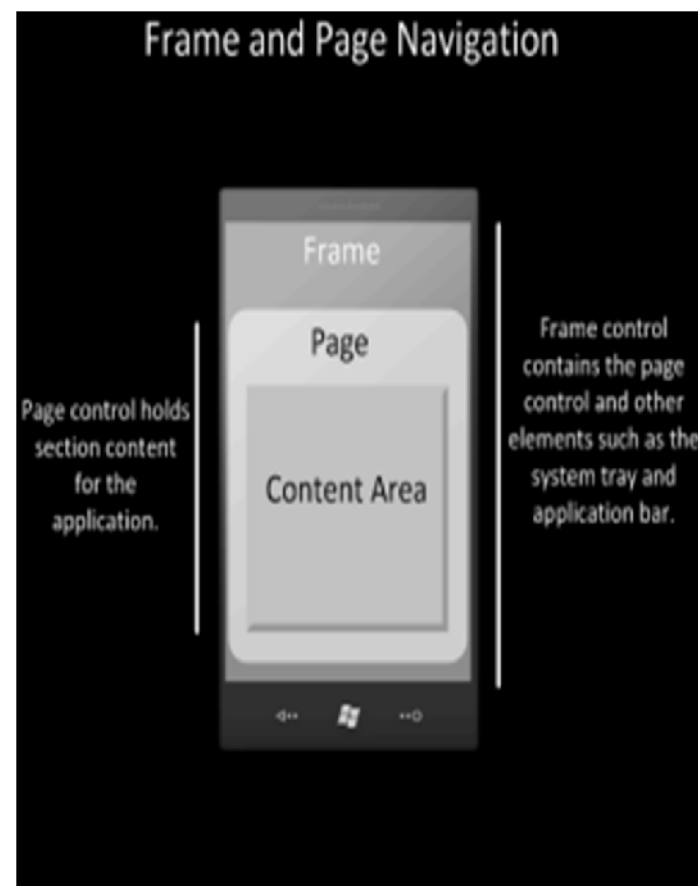 Frame and Page Navigation
Frame
Page
Content Area
Page control holds
section content
for the
application.
Frame control
contains the page
control and other
elements such as the
system tray and
application bar.